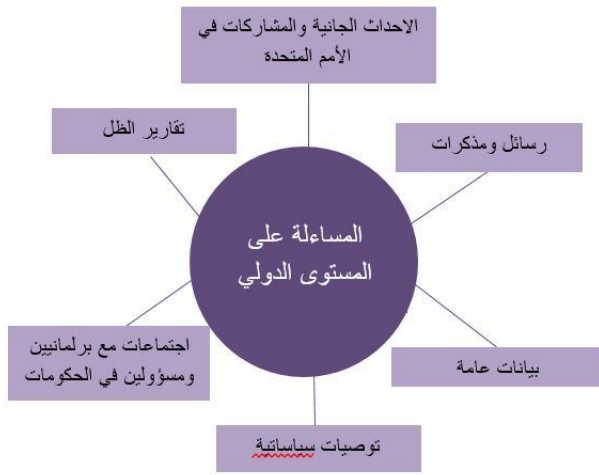 الاحداث الجانبية والمشاركات في
الأمم المتحدة
رسائل ومذكرات
تقارير الظل
المساءلة على
المستوى الدولي
بيانات عامة
اجتماعات مع برلمانيين
ومسؤولين في الحكومات
توصيات سياساتية